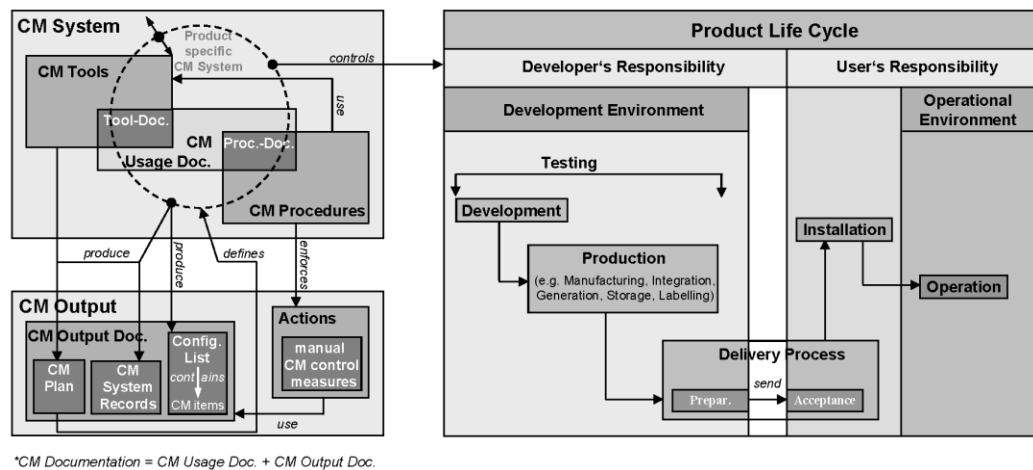 CM System
Product
specific
CM System
CM Tools
Tool-Doc.
CM
Usage Doc.
Proc.-Doc.
CM Procedures
use
controls
produce
produce
defines
enforces
CM Output
CM Output Doc.
CM
Plan
CM
System
Records
Config.
List
cont ains
CM items
Actions
manual
CM control
measures
use
*CM Documentation = CM Usage Doc. + CM Output Doc.
Product Life Cycle
Developer's Responsibility
User's Responsibility
Development Environment
Operational
Environment
Testing
Development
Production
(e.g. Manufacturing, Integration,
Generation, Storage, Labelling)
Installation
Operation
Delivery Process
Prepar.
send
Acceptance